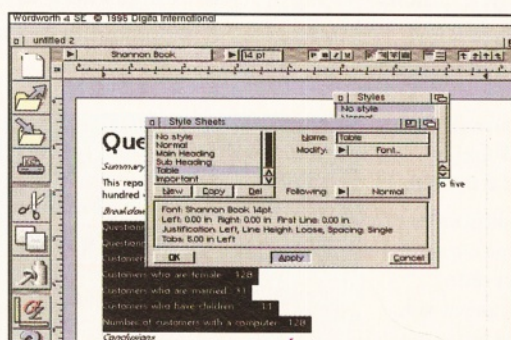 Wordworth 4 SE © 1995 Digita International
untitled 2
Shannon Book 14 pt
Styles
No style
Normal
Style Sheets
No style
Normal
Main Heading
Sub Heading
Table
Important
New Copy Del
Name: Table
Modify: Font...
Following: Normal
Font: Shannon Book 14pt.
Left: 0.00 in Right: 0.00 in First Line: 0.00 in
Justification: Left, Line Height: Loose, Spacing: Single
Tabs: 5.00 in Left
OK Apply Cancel
Que
Summary
This repo
five
hundred
Breakdown
Customers who are female 128
Customers who are married
Customers who have children
Number of customers with a computer 128
Conclusions